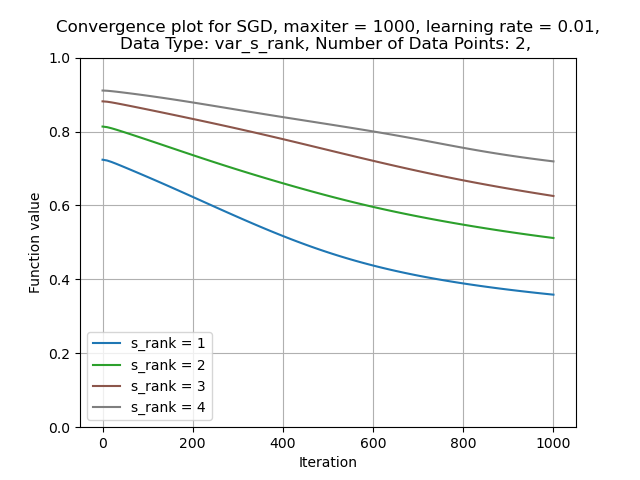 Convergence plot for SGD, maxiter = 1000, learning rate = 0.01,
Data Type: var_s_rank, Number of Data Points: 2,
1.0
0.8
0.6
0.4
0.2
0.0
Function value
s_rank = 1
s_rank = 2
s_rank = 3
s_rank = 4
0 200 400 600 800 1000
Iteration